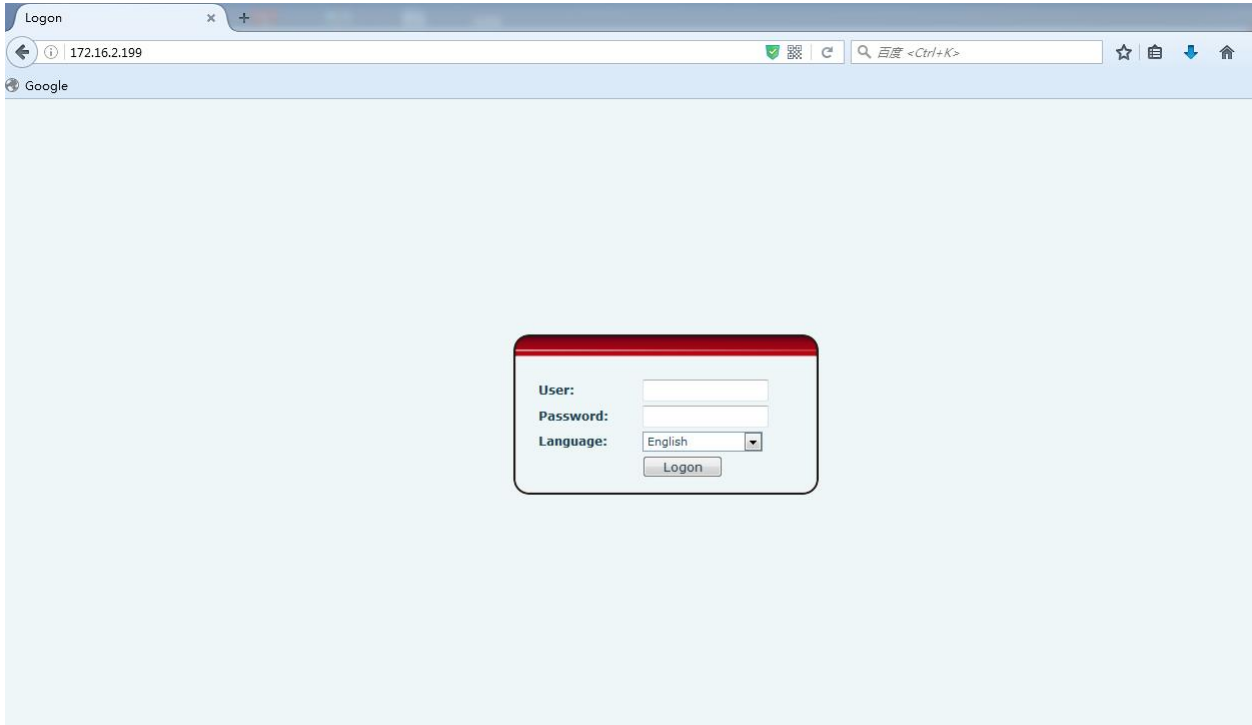 Logon
172.16.2.199
百度 <Ctrl+K>
Google
User:
Password:
Language: English
Logon